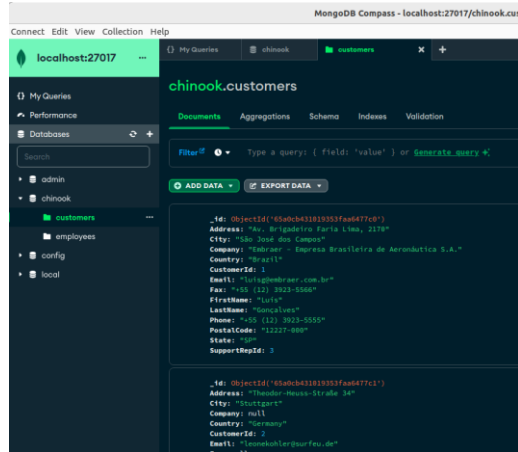 MongoDB Compass - localhost:27017/chinook.cu
Connect Edit View Collection Help
localhost:27017 ...
{} My Queries
chinook
customers
{} My Queries
Performance
Databases
Search
admin
chinook
customers ...
employees
config
local
chinook.customers
Documents Aggregations Schema Indexes Validation
Filter Type a query: { field: 'value' } or Generate query
ADD DATA EXPORT DATA
_id: ObjectId('65a0cb431819353faa6477c0')
Address: "Av. Brigadeiro Faria Lima, 2170"
City: "São José dos Campos"
Company: "Embraer - Empresa Brasileira de Aeronáutica S.A."
Country: "Brazil"
CustomerId: 1
Email: "luisg@embraer.com.br"
Fax: "+55 (12) 3923-5566"
FirstName: "Luís"
LastName: "Gonçalves"
Phone: "+55 (12) 3923-5555"
PostalCode: "12227-000"
State: "SP"
SupportRepId: 3
_id: ObjectId('65a0cb431819353faa6477c1')
Address: "Theodor-Heuss-Straße 34"
City: "Stuttgart"
Company: null
Country: "Germany"
CustomerId: 2
Email: "leonekohler@surfeu.de"